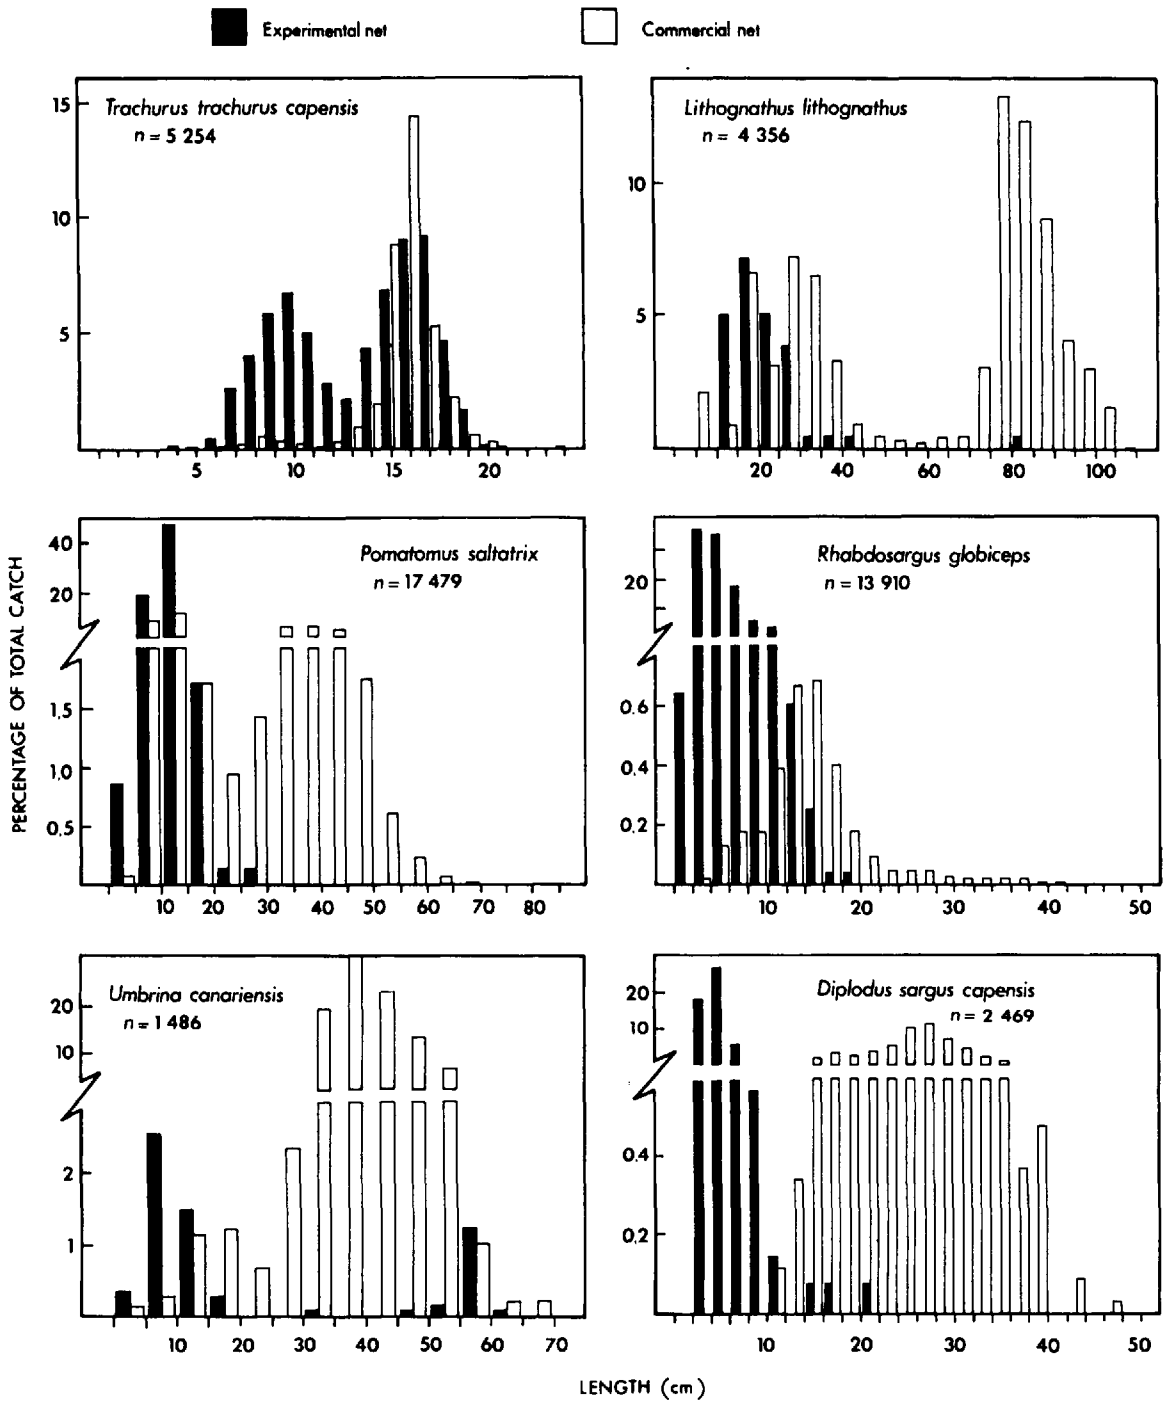 Experimental net
Commercial net
Trachurus trachurus capensis
n = 5 254
15
10
5
5 10 15 20
Lithognathus lithognathus
n = 4 356
10
5
20 40 60 80 100
PERCENTAGE OF TOTAL CATCH
Pomatomus saltatrix
n = 17 479
40
20
1,5
1,0
0,5
10 20 30 40 50 60 70 80
Rhabdosargus globiceps
n = 13 910
20
0.6
0.4
0.2
10 20 30 40 50
Umbrina canariensis
n = 1 486
20
10
2
1
10 20 30 40 50 60 70
Diplodus sargus capensis
n = 2 469
20
10
0.4
0.2
10 20 30 40 50
LENGTH (cm)